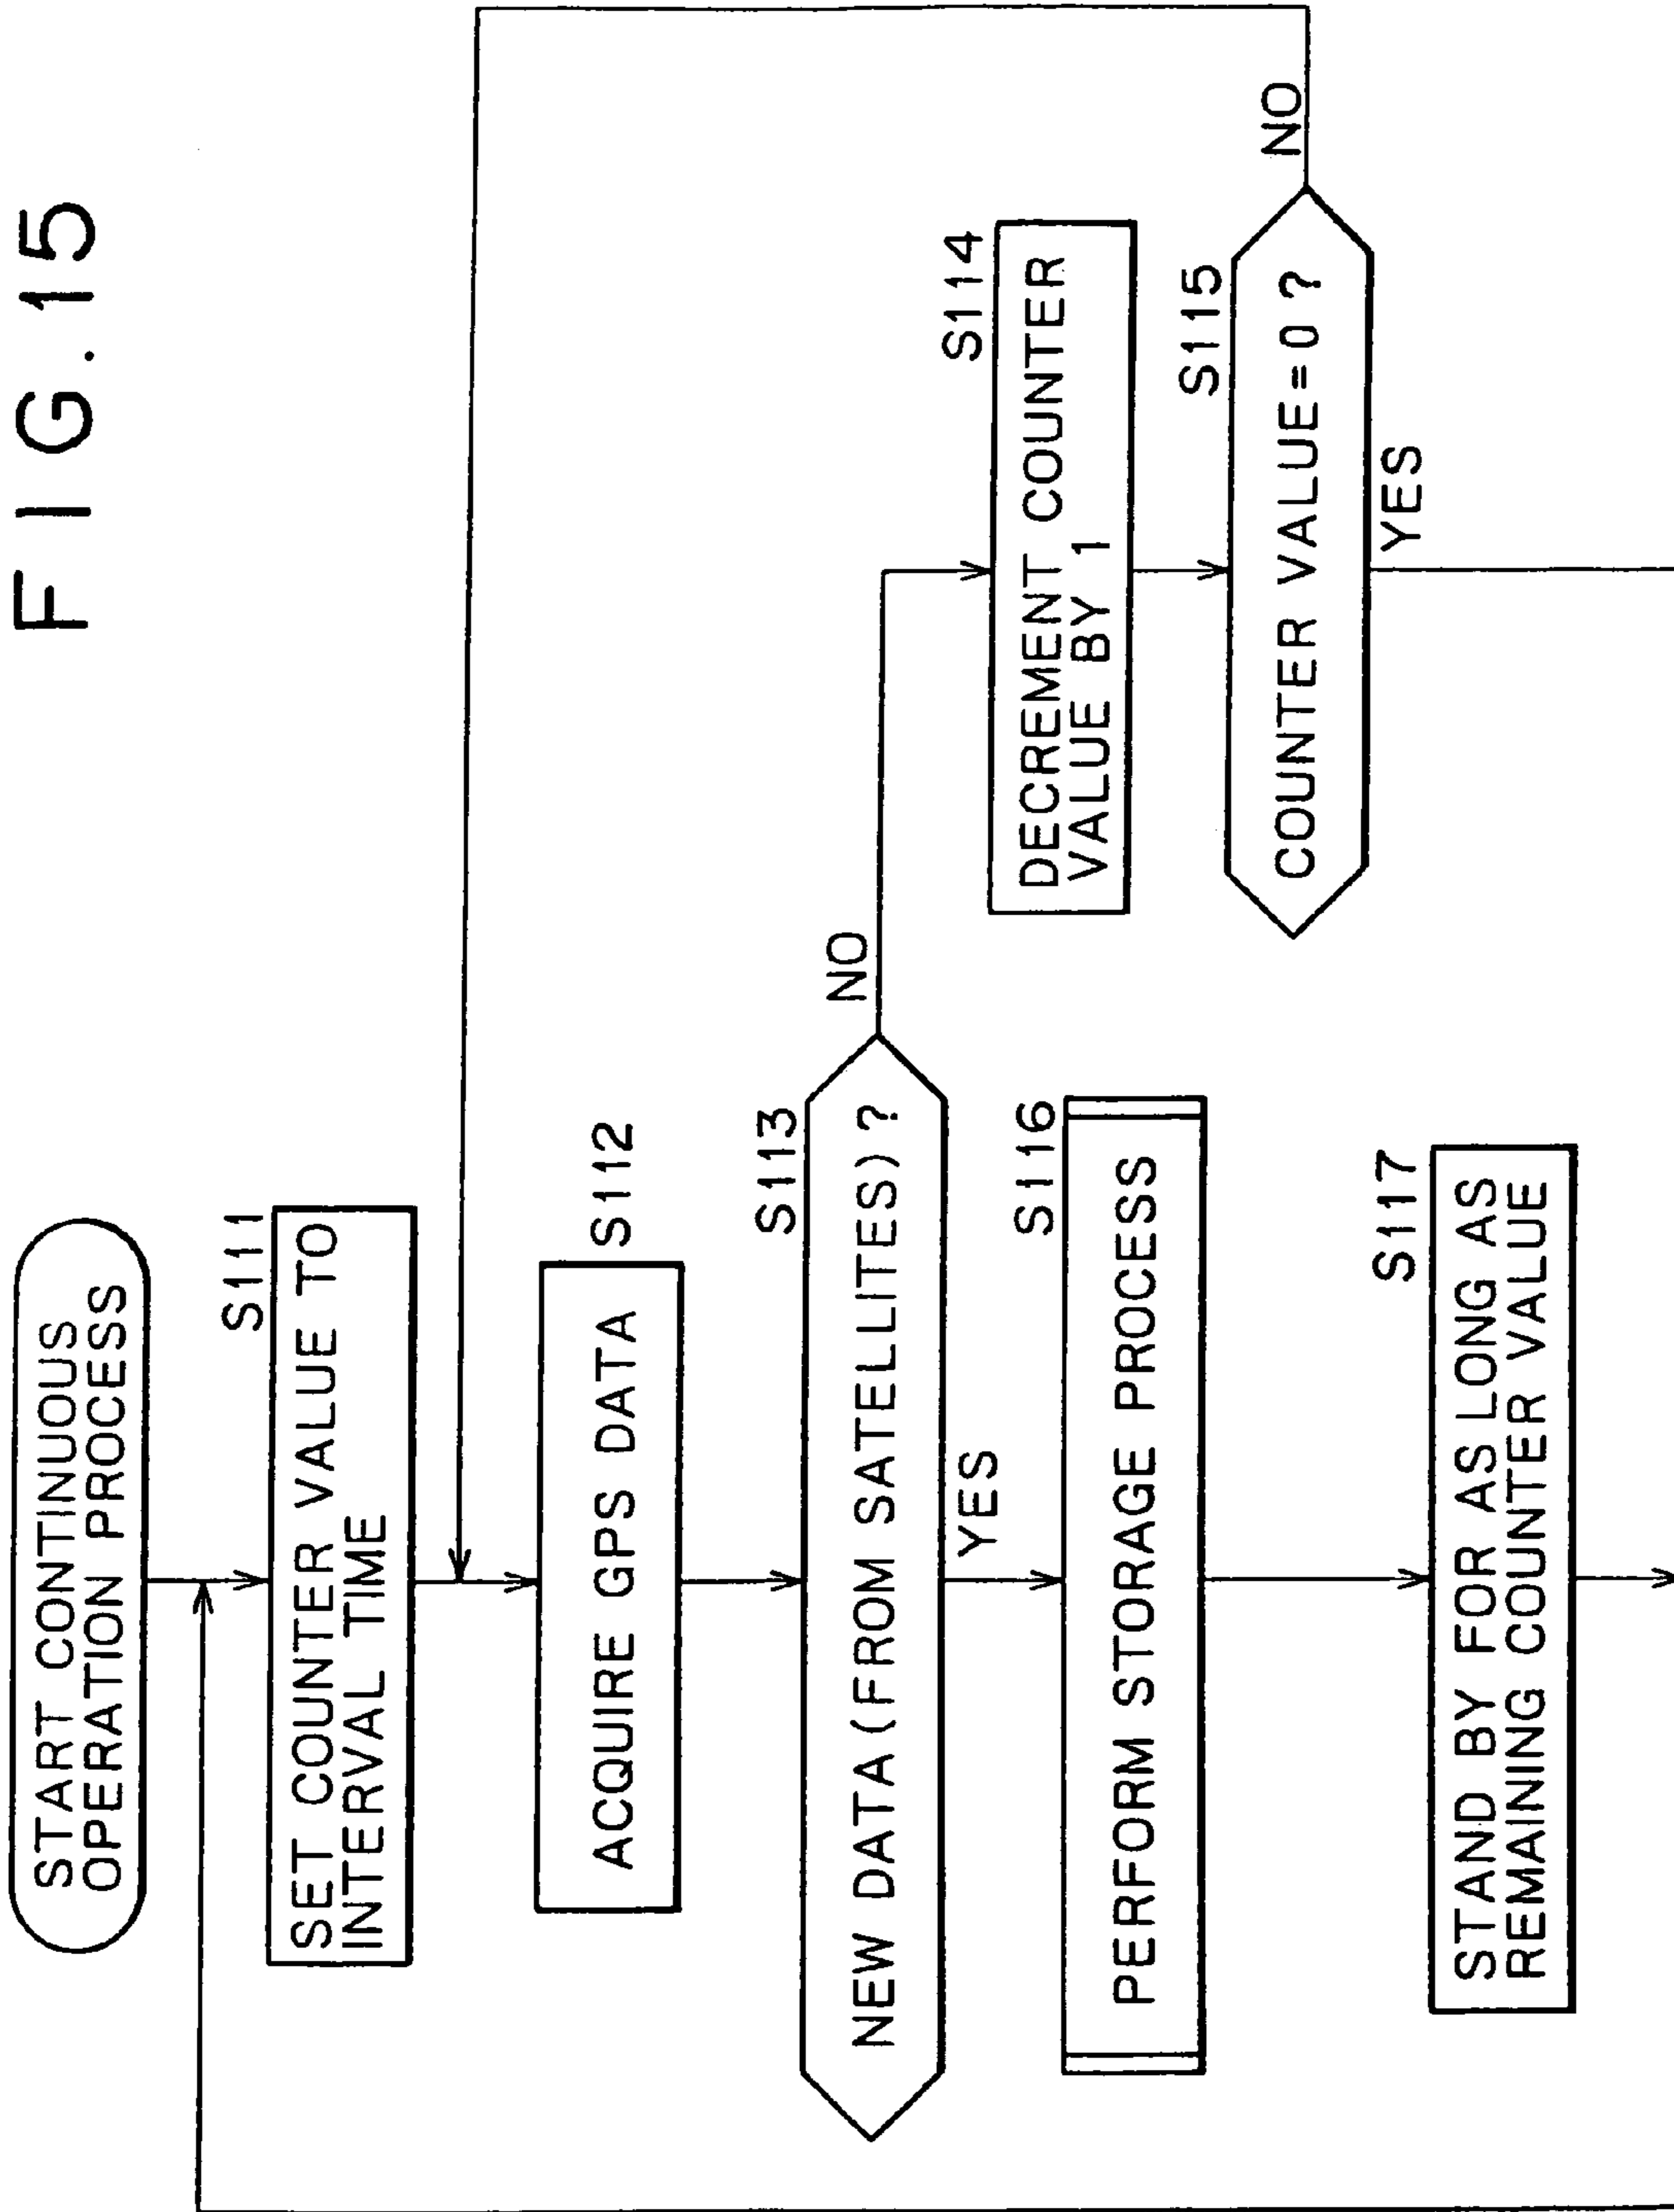 FIG.15
START CONTINUOUS
OPERATION PROCESS
S111
SET COUNTER VALUE TO
INTERVAL TIME
S112
ACQUIRE GPS DATA
S113
NEW DATA (FROM SATELLITES) ?
NO
YES
S114
DECREMENT COUNTER
VALUE BY 1
S115
COUNTER VALUE=0 ?
NO
YES
S116
PERFORM STORAGE PROCESS
S117
STAND BY FOR AS LONG AS
REMAINING COUNTER VALUE